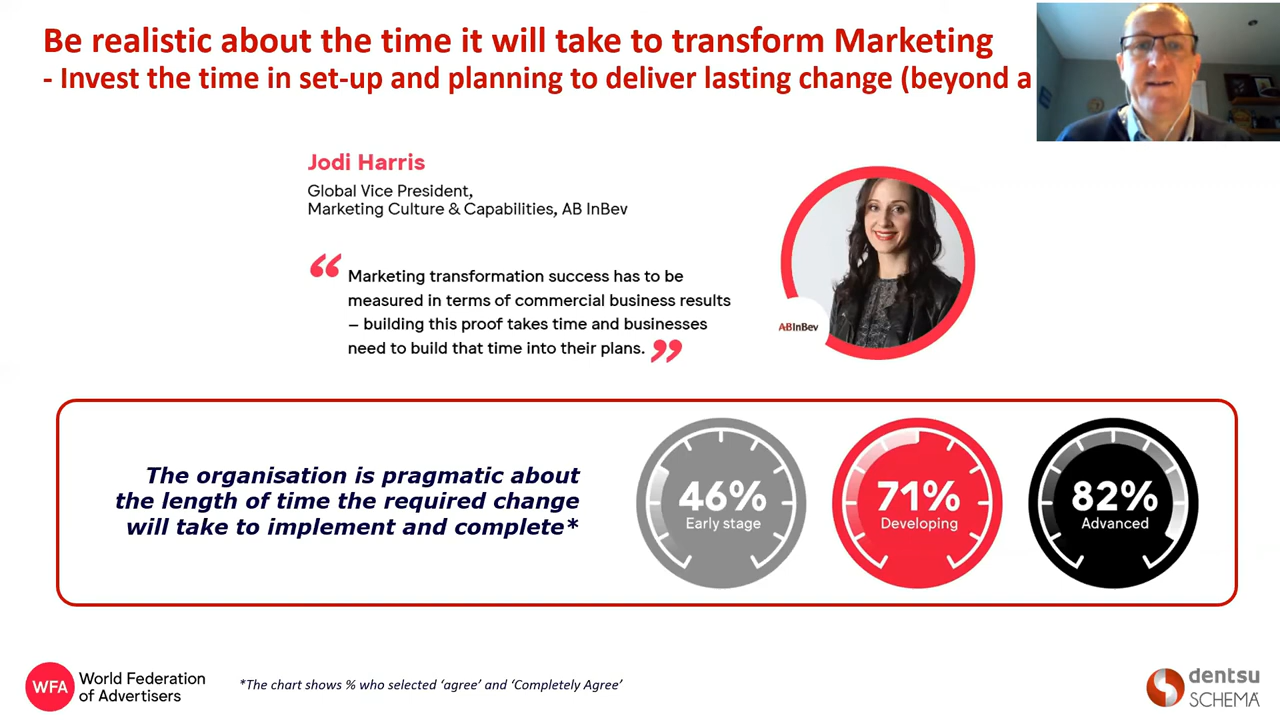 Be realistic about the time it will take to transform Marketing
- Invest the time in set-up and planning to deliver lasting change (beyond a
Jodi Harris
Global Vice President,
Marketing Culture & Capabilities, AB InBev
“ Marketing transformation success has to be
measured in terms of commercial business results
– building this proof takes time and businesses
need to build that time into their plans. ”
ABInBev
The organisation is pragmatic about
the length of time the required change
will take to implement and complete*
46%
Early stage
71%
Developing
82%
Advanced
WFA
World Federation
of Advertisers
*The chart shows % who selected ‘agree’ and ‘Completely Agree’
dentsu
SCHEMA